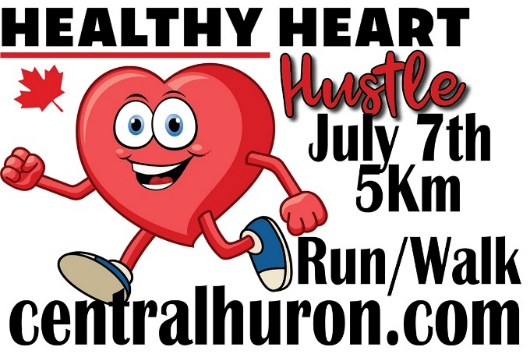 HEALTHY HEART
Hustle
July 7th
5Km
Run/Walk
centralhuron.com